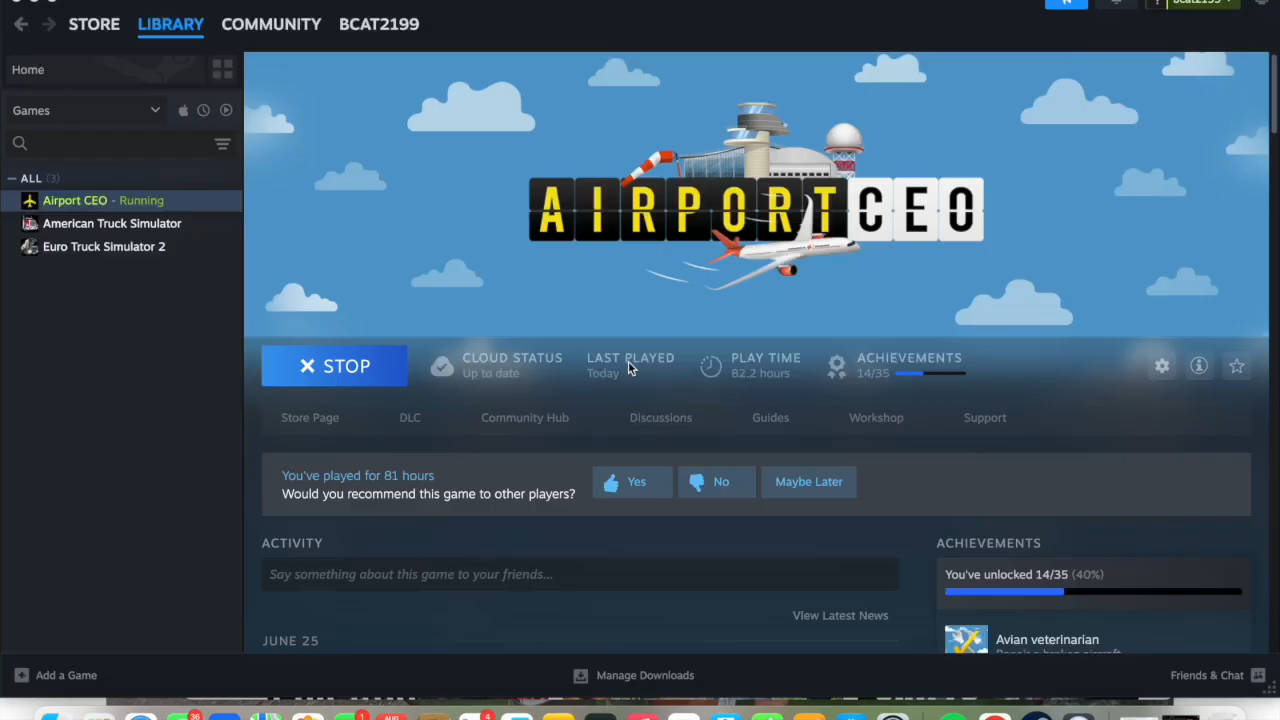 STORE LIBRARY COMMUNITY BCAT2199
Home
Games
ALL (3)
Airport CEO - Running
American Truck Simulator
Euro Truck Simulator 2
AIRPORTCEO
STOP
CLOUD STATUS
Up to date
LAST PLAYED
Today
PLAY TIME
82.2 hours
ACHIEVEMENTS
14/35
Store Page DLC Community Hub Discussions Guides Workshop Support
You've played for 81 hours
Would you recommend this game to other players?
Yes No Maybe Later
ACTIVITY
Say something about this game to your friends...
View Latest News
JUNE 25
ACHIEVEMENTS
You've unlocked 14/35 (40%)
Avian veterinarian
Add a Game Manage Downloads Friends & Chat
36 1 AUG 4